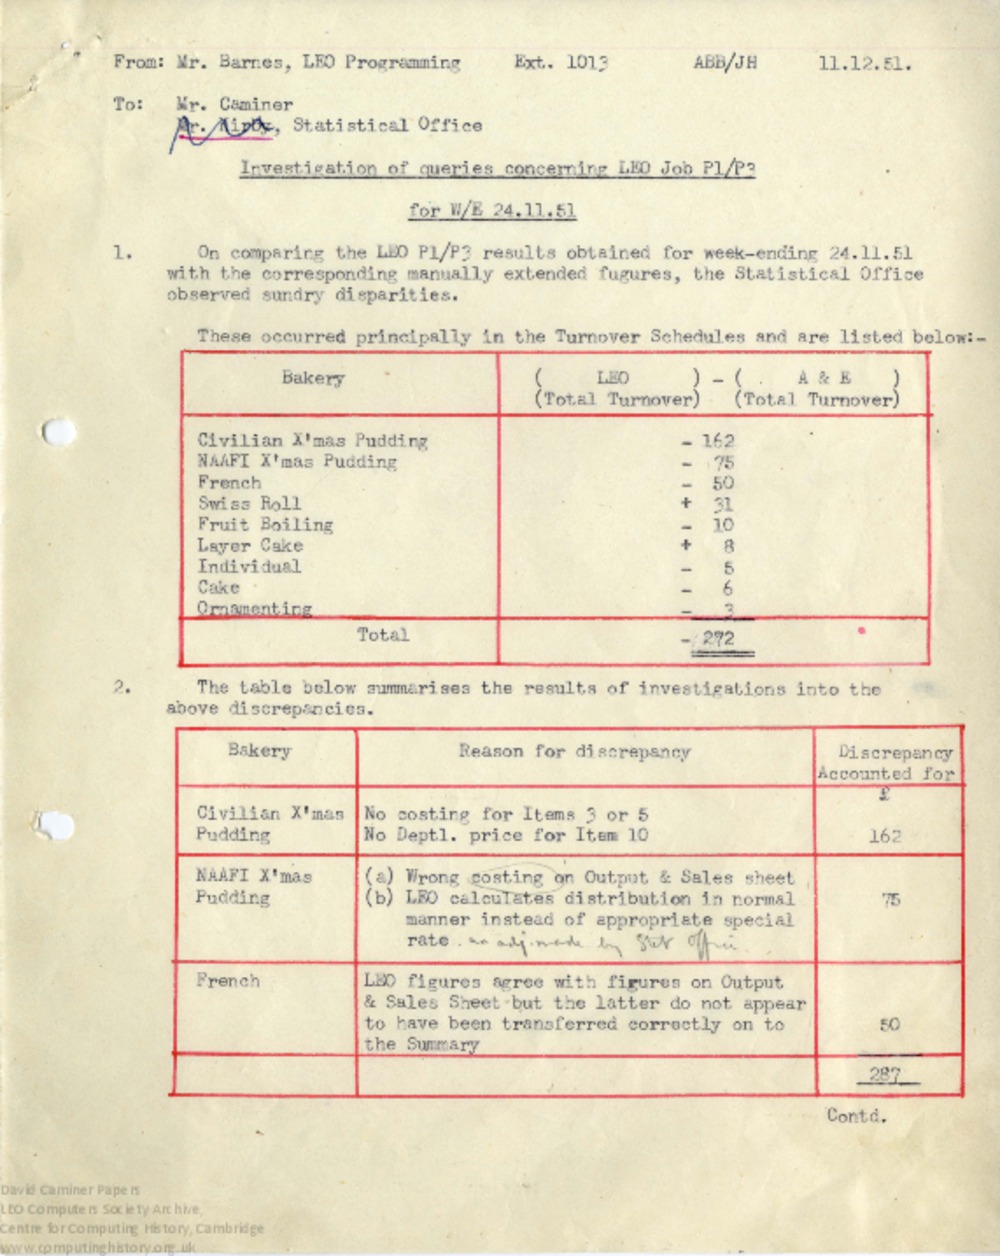 From: Mr. Barnes, LEO Programming Ext. 1013 ABB/JH 11.12.51.
To: Mr. Caminer
Mr. Kirby, Statistical Office
Investigation of queries concerning LEO Job P1/P3
for W/E 24.11.51
1. On comparing the LEO P1/P3 results obtained for week-ending 24.11.51
with the corresponding manually extended fugures, the Statistical Office
observed sundry disparities.
These occurred principally in the Turnover Schedules and are listed below:-
Bakery ( LEO ) - ( . A & E )
(Total Turnover) (Total Turnover)
Civilian X'mas Pudding - 162
NAAFI X'mas Pudding - 75
French - 50
Swiss Roll + 31
Fruit Boiling - 10
Layer Cake + 8
Individual - 5
Cake - 6
Ornamenting - 3
Total - 272
2. The table below summarises the results of investigations into the
above discrepancies.
Bakery Reason for discrepancy Discrepancy
Accounted for
£
Civilian X'mas No costing for Items 3 or 5
Pudding No Deptl. price for Item 10 162
NAAFI X'mas (a) Wrong costing on Output & Sales sheet
Pudding (b) LEO calculates distribution in normal 75
manner instead of appropriate special
rate. made by Stat Office.
French LEO figures agree with figures on Output
& Sales Sheet but the latter do not appear
to have been transferred correctly on to 50
the Summary
287
Contd.
David Caminer Papers
LEO Computers Society Archive,
Centre for Computing History, Cambridge
www.computinghistory.org.uk